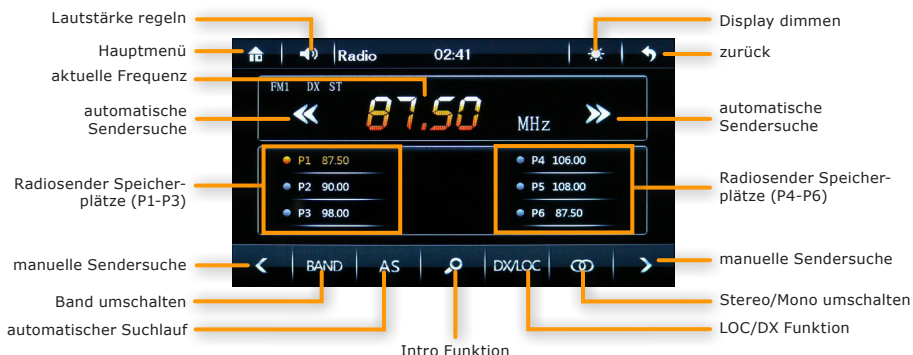 Lautstärke regeln
Hauptmenü
aktuelle Frequenz
automatische
Sendersuche
Radiosender Speicher-
plätze (P1-P3)
manuelle Sendersuche
Band umschalten
automatischer Suchlauf
Radio 02:41
FM1 DX ST
87.50 MHz
P1 87.50
P2 90.00
P3 98.00
P4 106.00
P5 108.00
P6 87.50
BAND AS DX/LOC
Intro Funktion
Display dimmen
zurück
automatische
Sendersuche
Radiosender Speicher-
plätze (P4-P6)
manuelle Sendersuche
Stereo/Mono umschalten
LOC/DX Funktion